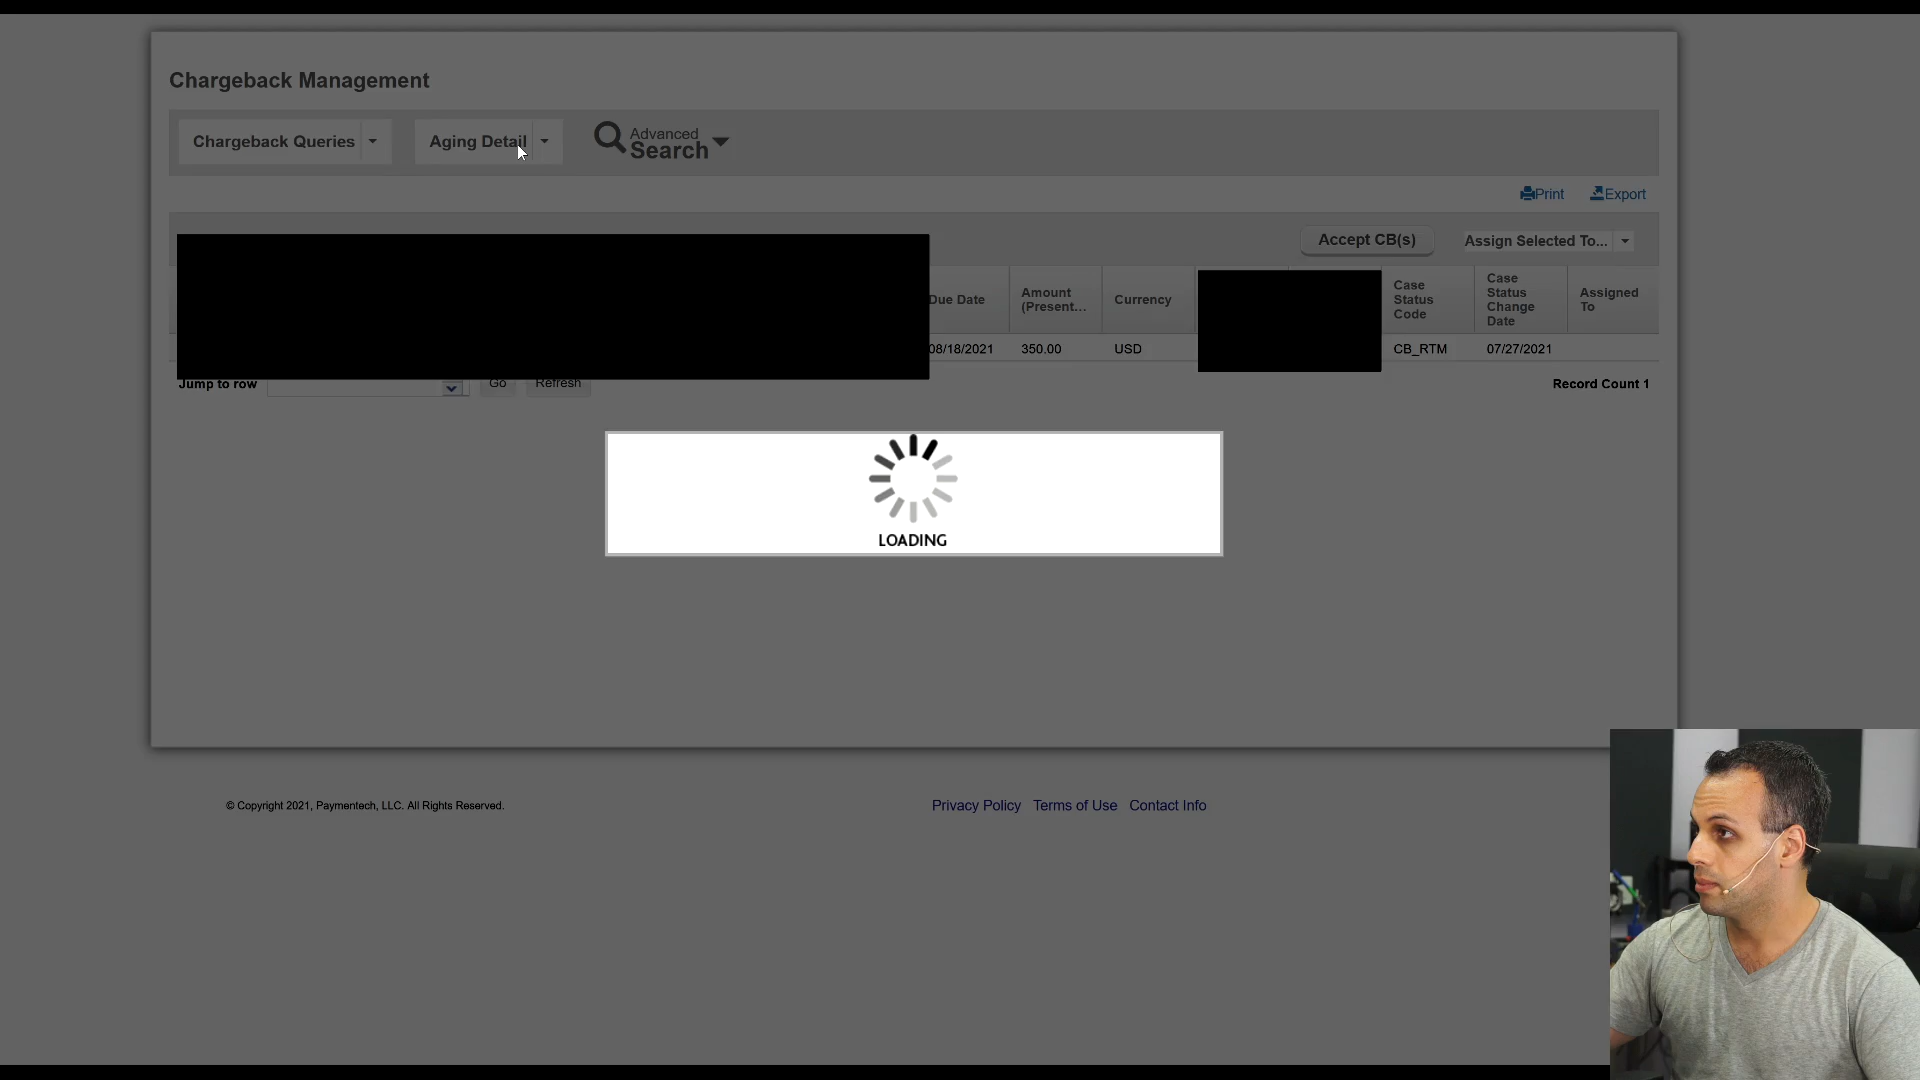 Chargeback Management
Chargeback Queries
Aging Detail
Advanced
Search
Print
Export
Accept CB(s)
Assign Selected To...
Due Date
Amount
(Present...
Currency
Case
Status
Code
Case
Status
Change
Date
Assigned
To
08/18/2021
350.00
USD
CB_RTM
07/27/2021
Jump to row
Go
Refresh
Record Count 1
LOADING
© Copyright 2021, Paymentech, LLC. All Rights Reserved.
Privacy Policy
Terms of Use
Contact Info